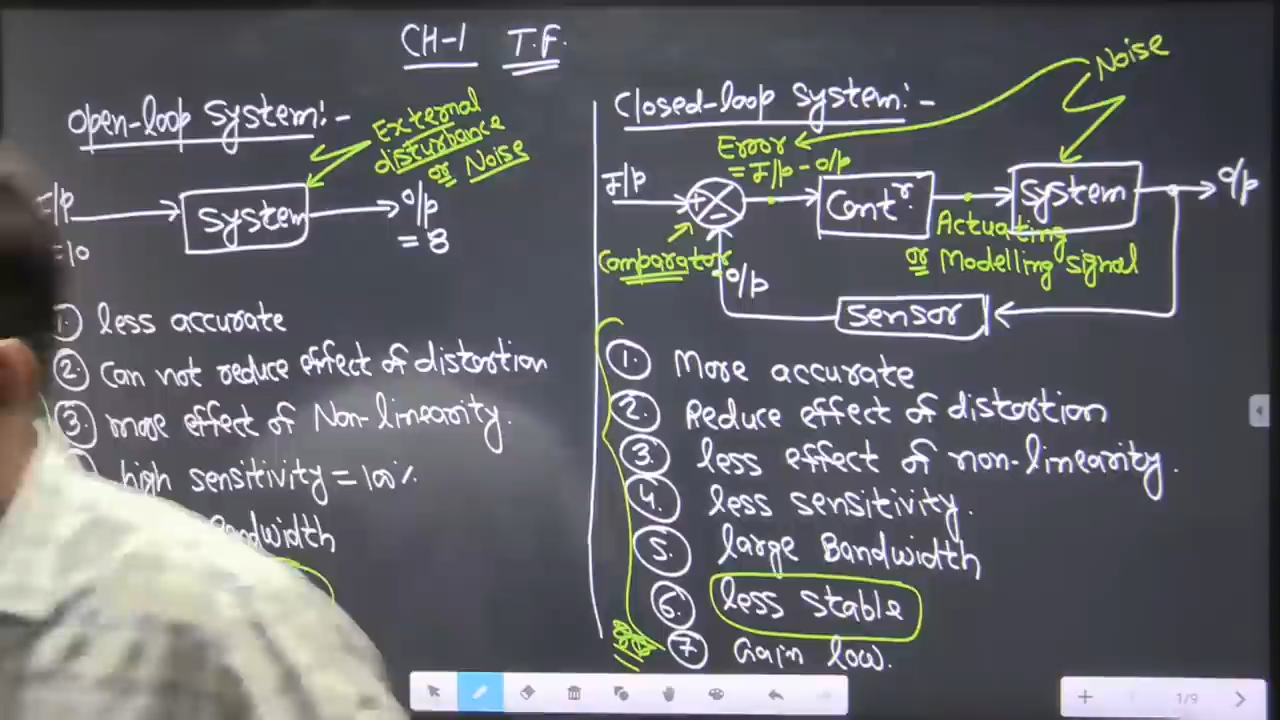 CH-1 T.F.
Open-loop system:-
External
disturbance
or Noise
I/p
system
o/p
= 8
=10
1. less accurate
2. Can not reduce effect of distortion
3. more effect of Non-linearity.
high sensitivity = 100%
Bandwidth
Closed-loop system:-
Noise
Error
= I/p - o/p
I/p
+
-
Contr.
system
o/p
Actuating
or Modelling signal
Comparator
o/p
sensor
1. More accurate
2. Reduce effect of distortion
3. less effect of non-linearity.
4. less sensitivity.
5. large Bandwidth
6. less stable
7. Gain low.
1/9